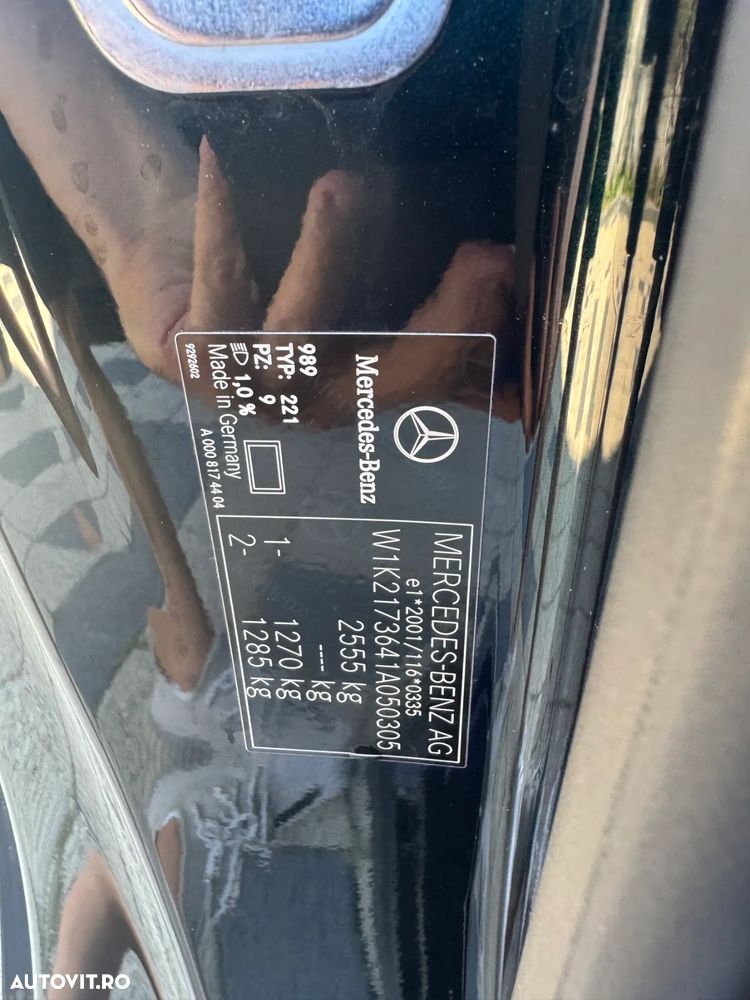 Mercedes-Benz
MERCEDES-BENZ AG
e1*2001/116*0335
W1K2173641A050305
2555 kg
---- kg
1- 1270 kg
2- 1285 kg
989
TYP: 221
PZ: 9
1,0 %
Made in Germany
9292602 A 000 817 44 04
AUTOVIT.RO